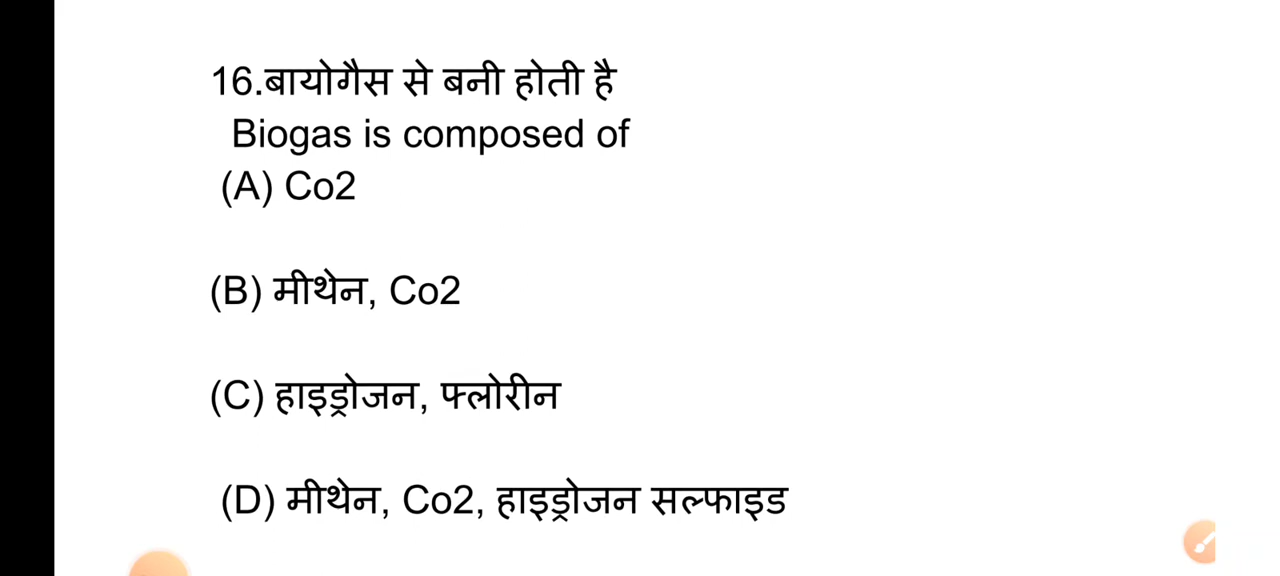 16.बायोगैस से बनी होती है
Biogas is composed of
(A) Co2
(B) मीथेन, Co2
(C) हाइड्रोजन, फ्लोरीन
(D) मीथेन, Co2, हाइड्रोजन सल्फाइड